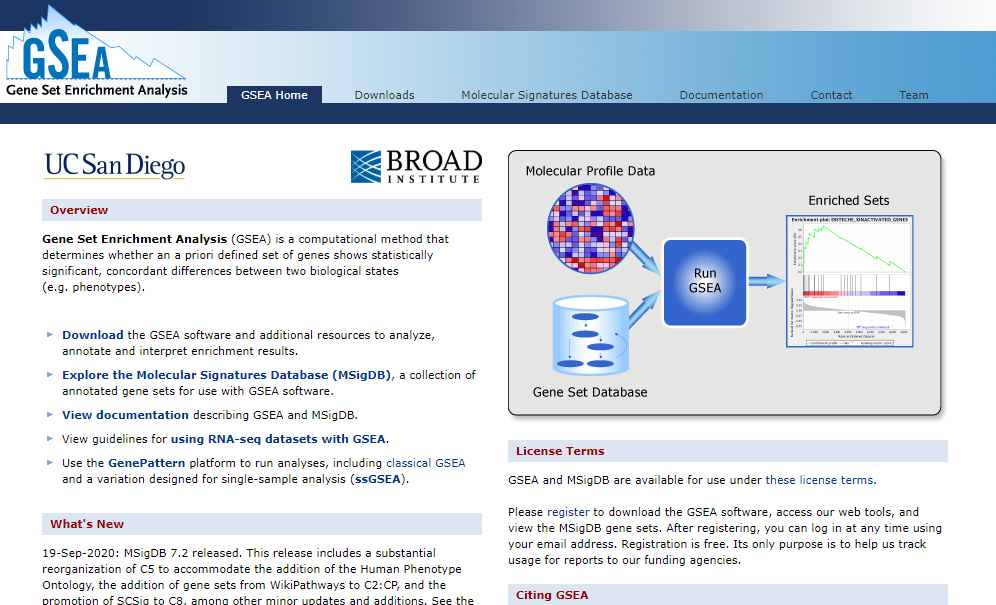 GSEA
Gene Set Enrichment Analysis
GSEA Home
Downloads
Molecular Signatures Database
Documentation
Contact
Team
UC San Diego
BROAD
INSTITUTE
Overview
Gene Set Enrichment Analysis (GSEA) is a computational method that
determines whether an a priori defined set of genes shows statistically
significant, concordant differences between two biological states
(e.g. phenotypes).
Download the GSEA software and additional resources to analyze,
annotate and interpret enrichment results.
Explore the Molecular Signatures Database (MSigDB), a collection of
annotated gene sets for use with GSEA software.
View documentation describing GSEA and MSigDB.
View guidelines for using RNA-seq datasets with GSEA.
Use the GenePattern platform to run analyses, including classical GSEA
and a variation designed for single-sample analysis (ssGSEA).
What's New
19-Sep-2020: MSigDB 7.2 released. This release includes a substantial
reorganization of C5 to accommodate the addition of the Human Phenotype
Ontology, the addition of gene sets from WikiPathways to C2:CP, and the
promotion of SCSig to C8, among other minor updates and additions. See the
Molecular Profile Data
Enriched Sets
Enrichment plot: DISTECHE_XINACTIVATED_GENES
Run
GSEA
Gene Set Database
License Terms
GSEA and MSigDB are available for use under these license terms.
Please register to download the GSEA software, access our web tools, and
view the MSigDB gene sets. After registering, you can log in at any time using
your email address. Registration is free. Its only purpose is to help us track
usage for reports to our funding agencies.
Citing GSEA